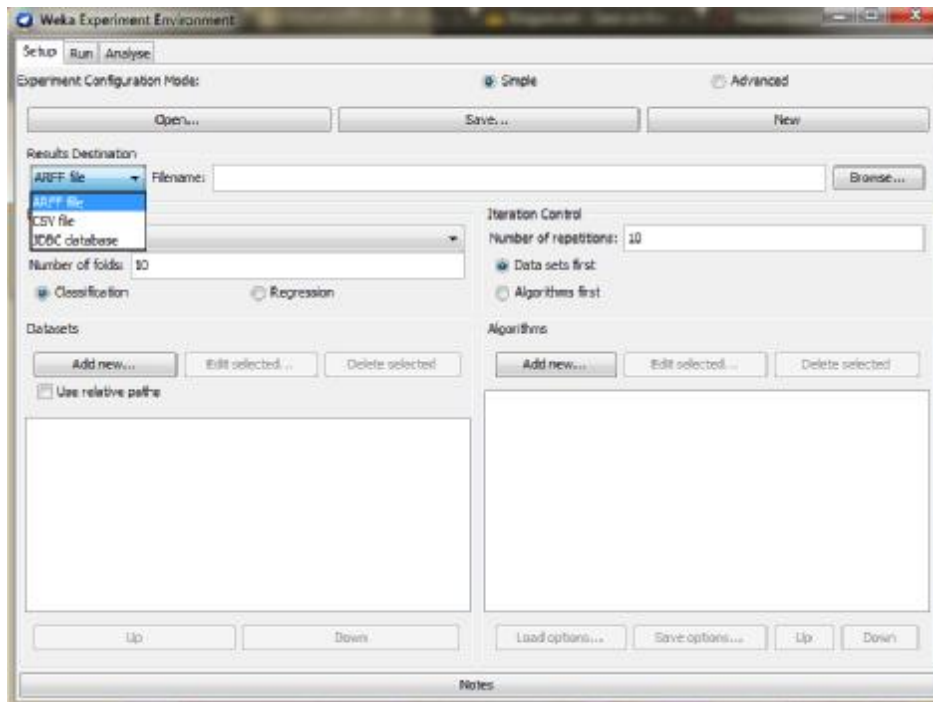 Weka Experiment Environment
Setup Run Analyse
Experiment Configuration Mode: Simple Advanced
Open... Save... New
Results Destination
ARFF file Filename: Browse...
ARFF file
CSV file
JDBC database
Iteration Control
Number of repetitions: 10
Number of folds: 10
Data sets first
Classification Regression
Algorithms first
Datasets
Algorithms
Add new... Edit selected... Delete selected
Add new... Edit selected... Delete selected
Use relative paths
Up Down
Load options... Save options... Up Down
Notes